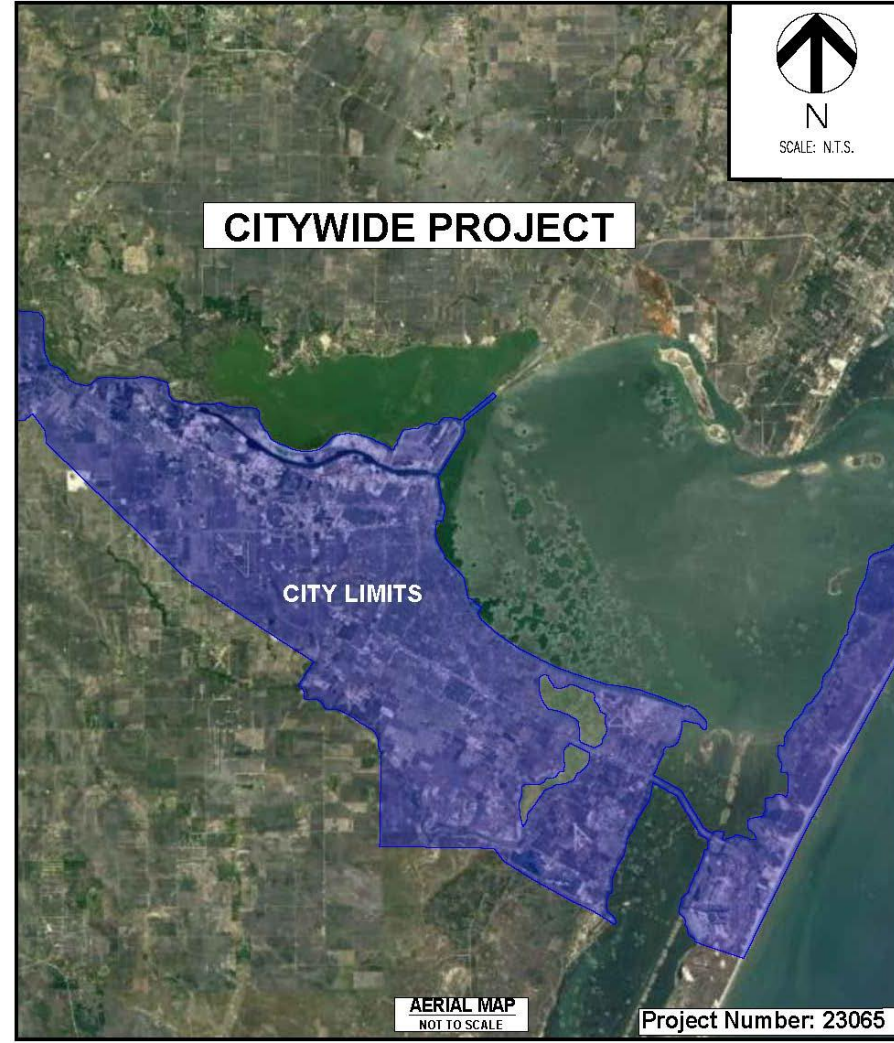 N
SCALE: N.T.S.
CITYWIDE PROJECT
CITY LIMITS
AERIAL MAP
NOT TO SCALE
Project Number: 23065